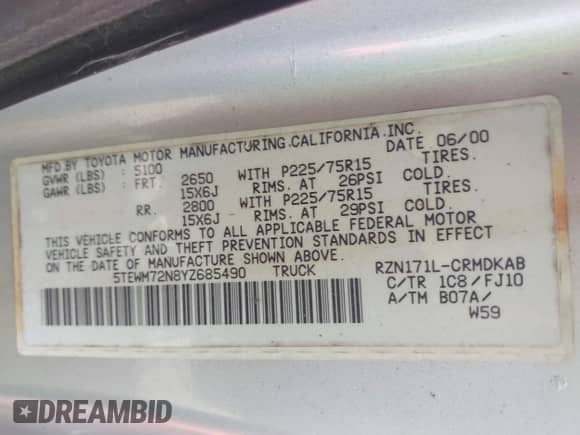 MFD.BY TOYOTA MOTOR MANUFACTURING.CALIFORNIA.INC.
GVWR (LBS) : 5100 DATE 06/00
GAWR (LBS) : FRT. 2650 WITH P225/75R15 TIRES.
15X6J RIMS. AT 26PSI COLD.
RR. 2800 WITH P225/75R15 TIRES.
15X6J RIMS. AT 29PSI COLD.
THIS VEHICLE CONFORMS TO ALL APPLICABLE FEDERAL MOTOR
VEHICLE SAFETY AND THEFT PREVENTION STANDARDS IN EFFECT
ON THE DATE OF MANUFACTURE SHOWN ABOVE.
5TEWM72N8YZ685490 TRUCK RZN171L-CRMDKAB
C/TR 1C8/FJ10
A/TM B07A/
W59
DREAMBID